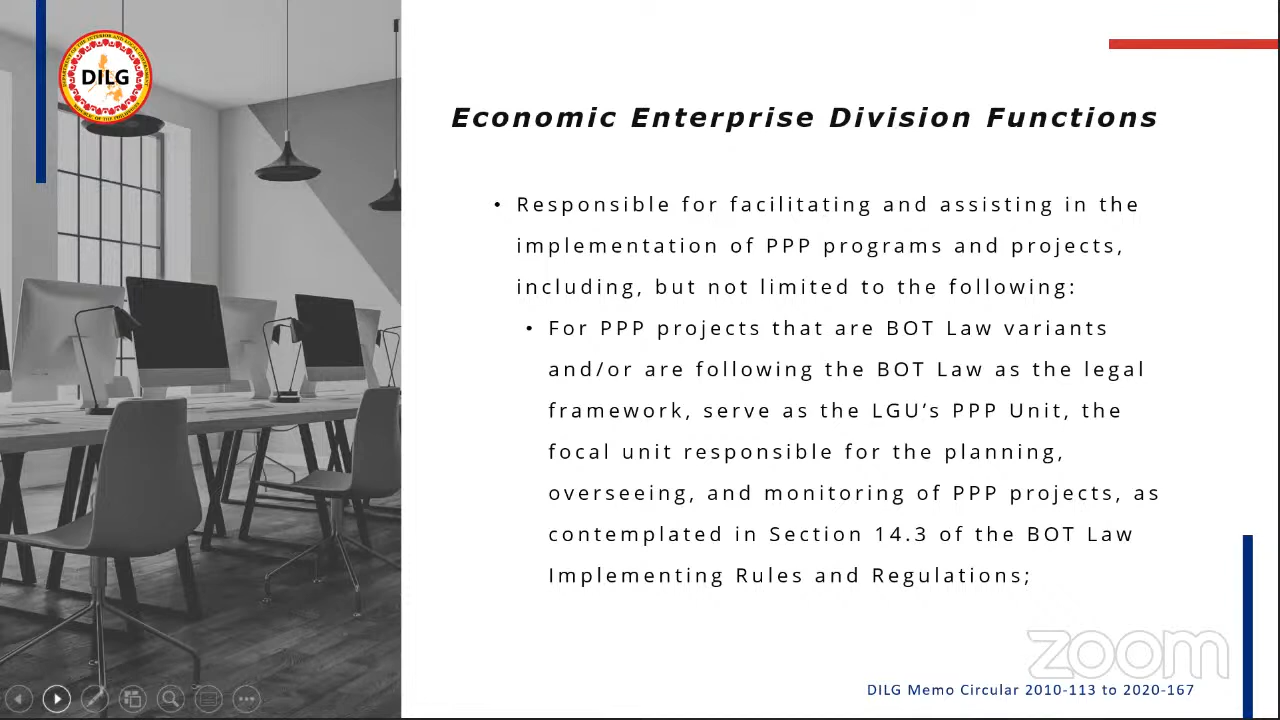 DILG
Economic Enterprise Division Functions
• Responsible for facilitating and assisting in the
implementation of PPP programs and projects,
including, but not limited to the following:
• For PPP projects that are BOT Law variants
and/or are following the BOT Law as the legal
framework, serve as the LGU’s PPP Unit, the
focal unit responsible for the planning,
overseeing, and monitoring of PPP projects, as
contemplated in Section 14.3 of the BOT Law
Implementing Rules and Regulations;
zoom
DILG Memo Circular 2010-113 to 2020-167